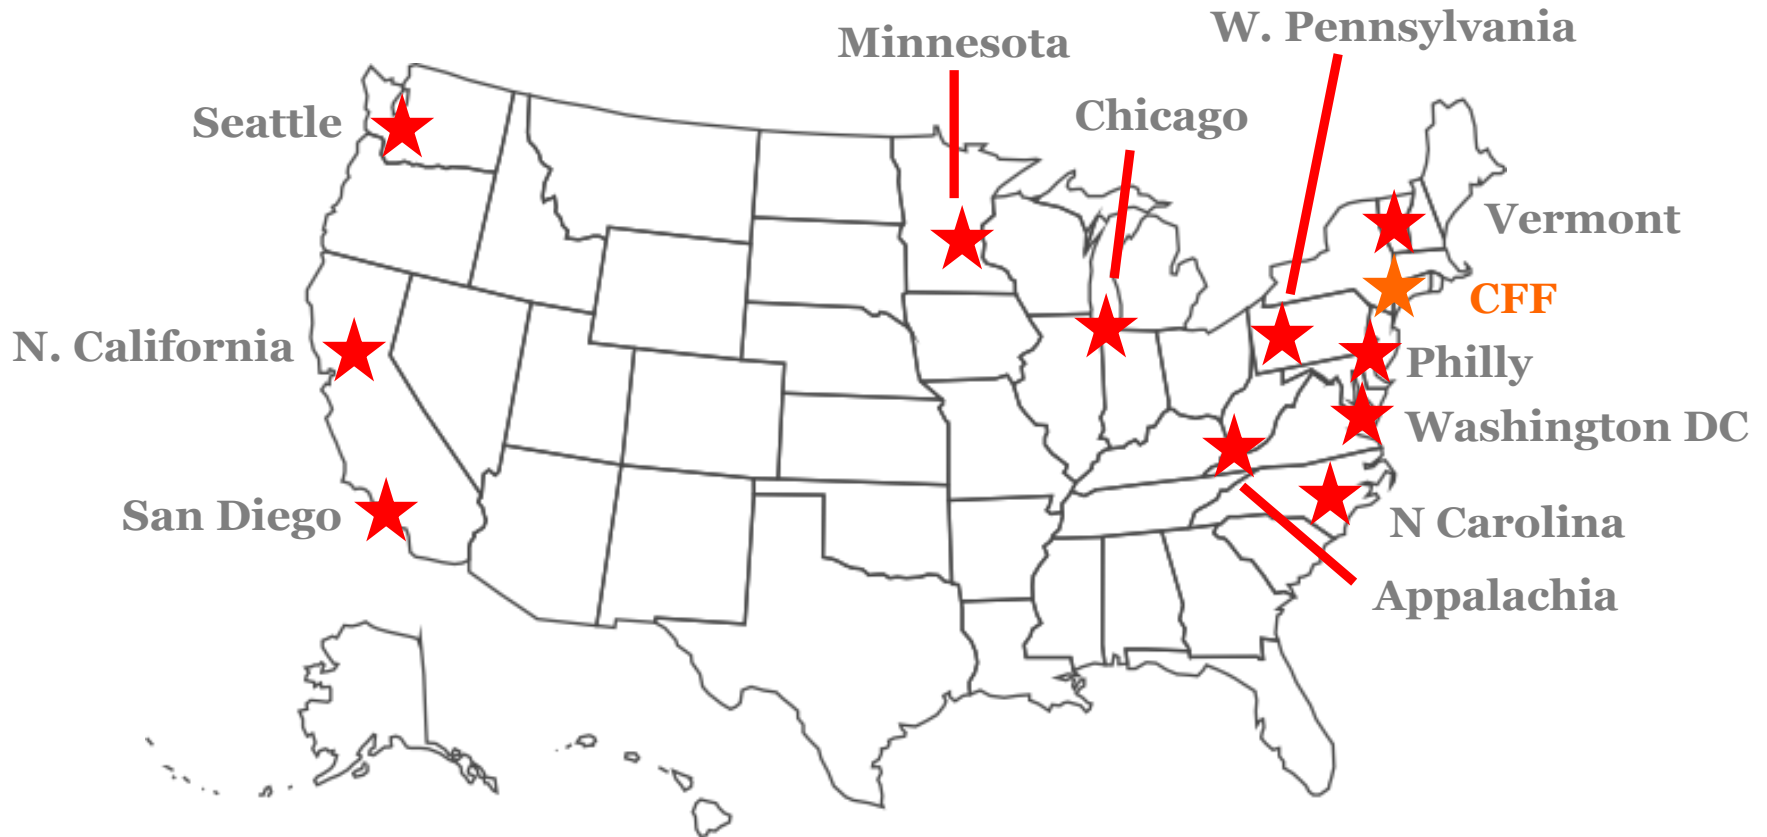 W. Pennsylvania
Minnesota
Chicago
Seattle
Vermont
CFF
N. California
Philly
Washington DC
San Diego
N Carolina
Appalachia